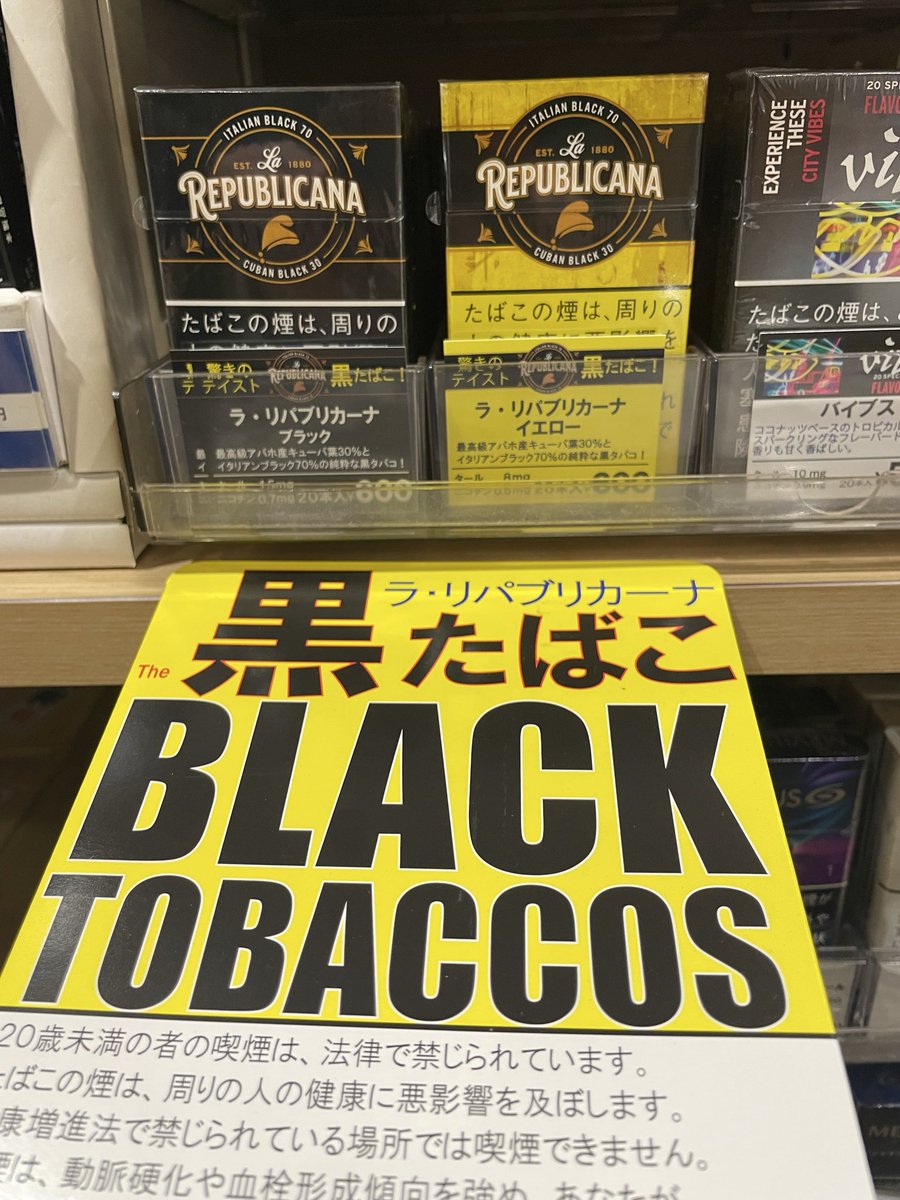 ITALIAN BLACK 70
EST. La 1880
REPUBLICANA
CUBAN BLACK 30
たばこの煙は、周りの
驚きの
テイスト
REPUBLICANA
黒たばこ!
ラ・リパブリカーナ
ブラック
最高級アバホ産キューバ葉30%と
イタリアンブラック70%の純粋な黒タバコ!
ITALIAN BLACK 70
EST. La 1880
REPUBLICANA
CUBAN BLACK 30
たばこの煙は、周りの
の健康に悪影響を
驚きの
テイスト
REPUBLICANA
黒たばこ!
ラ・リパブリカーナ
イエロー
最高級アバホ産キューバ葉30%と
イタリアンブラック70%の純粋な黒タバコ!
タール 8mg
EXPERIENCE
THESE
CITY VIBES
たばこの煙は、
バイブス
ココナッツベースのトロピカル
スパークリングなフレーバー
香りも甘く香ばしい。
タール 10mg
ラ・リパブリカーナ
The 黒たばこ
BLACK
TOBACCOS
20歳未満の者の喫煙は、法律で禁じられています。
たばこの煙は、周りの人の健康に悪影響を及ぼします。
康増進法で禁じられている場所では喫煙できません。
煙は、動脈硬化や血栓形成傾向を強め、あなたが